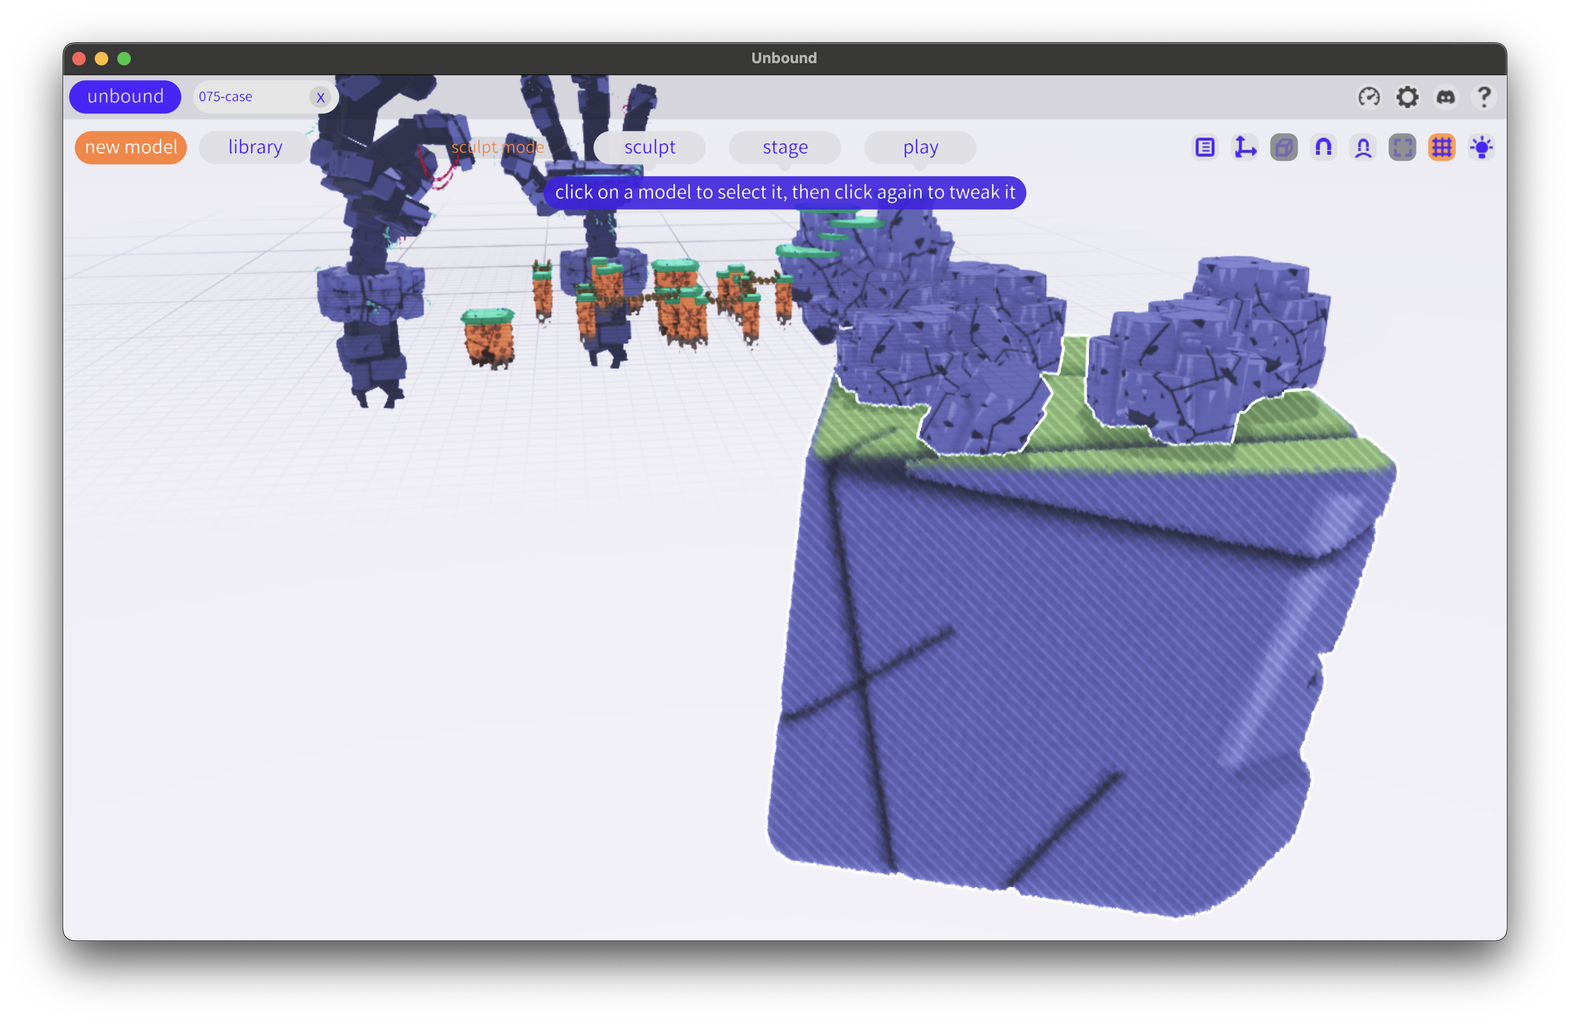 Unbound
unbound
075-case
X
?
new model
library
sculpt mode
sculpt
stage
play
click on a model to select it, then click again to tweak it